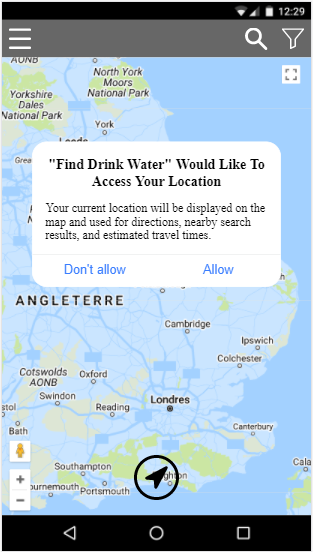 12:29
AONB
North York
Moors
National Park
Yorkshire
Dales
National Park
York
"Find Drink Water" Would Like To
Access Your Location
Your current location will be displayed on the
map and used for directions, nearby search
results, and estimated travel times.
Don't allow
Allow
ANGLETERRE
Cambridge
Ipswich
Colchester
Cotswolds
AONB
Oxford
Swindon
Londres
Reading
Bath
Canterbury
Southampton
Portsmouth